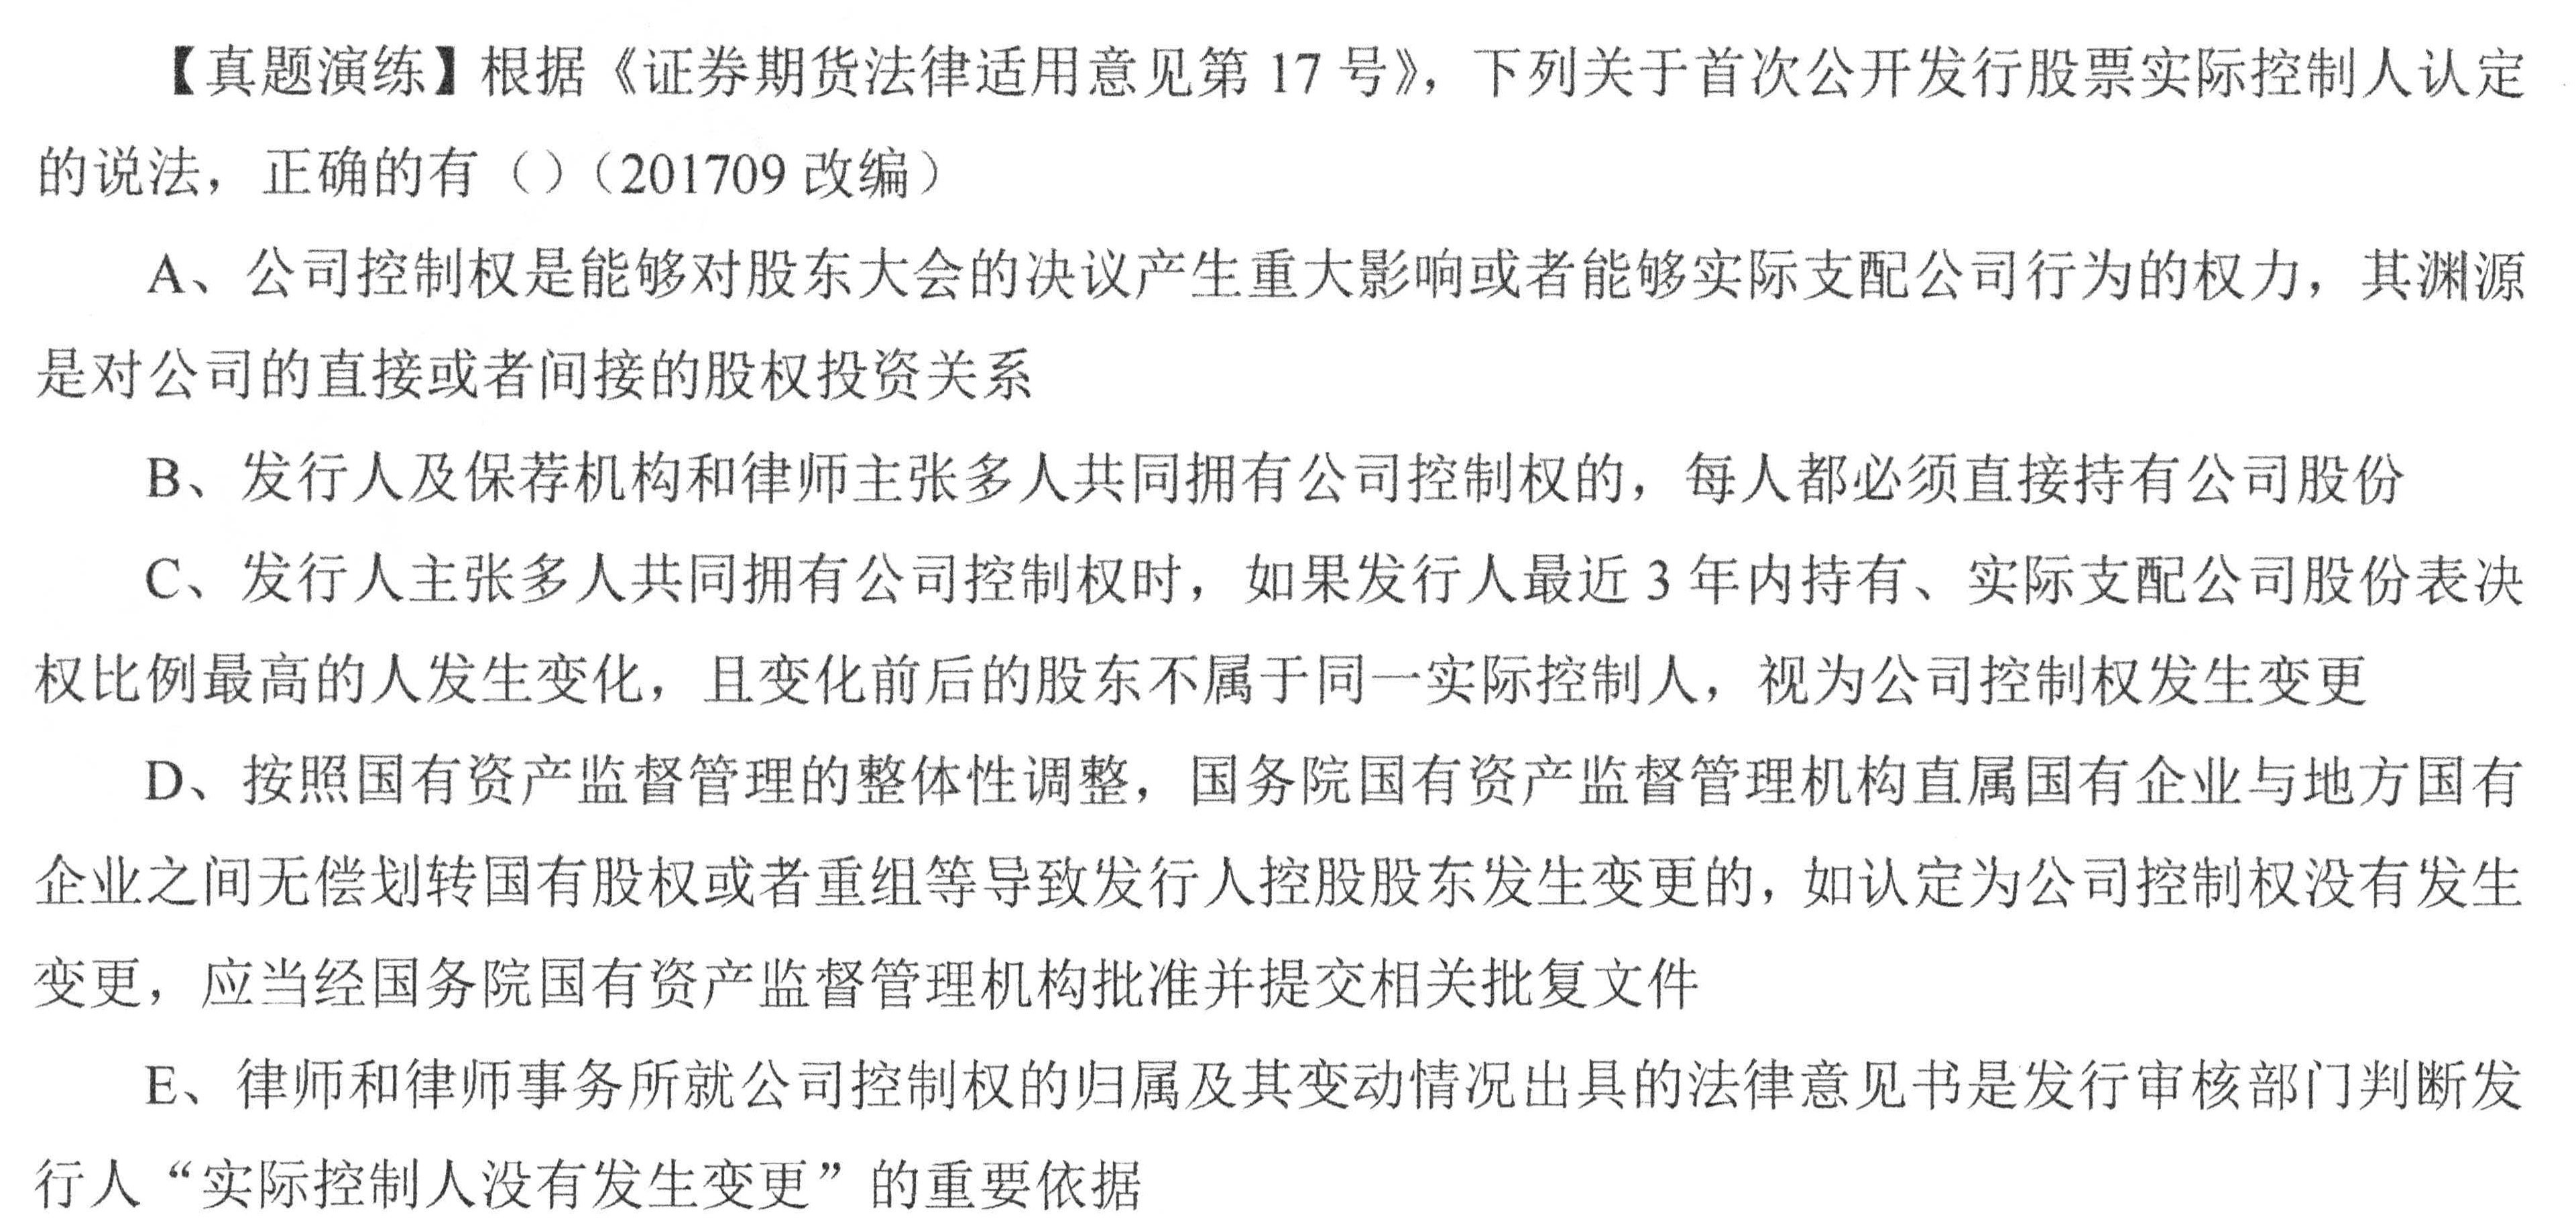 【真题演练】根据《证券期货法律适用意见第 17 号》，下列关于首次公开发行股票实际控制人认定
的说法，正确的有（）（201709 改编）
A、公司控制权是能够对股东大会的决议产生重大影响或者能够实际支配公司行为的权力，其渊源
是对公司的直接或者间接的股权投资关系
B、发行人及保荐机构和律师主张多人共同拥有公司控制权的，每人都必须直接持有公司股份
C、发行人主张多人共同拥有公司控制权时，如果发行人最近 3 年内持有、实际支配公司股份表决
权比例最高的人发生变化，且变化前后的股东不属于同一实际控制人，视为公司控制权发生变更
D、按照国有资产监督管理的整体性调整，国务院国有资产监督管理机构直属国有企业与地方国有
企业之间无偿划转国有股权或者重组等导致发行人控股股东发生变更的，如认定为公司控制权没有发生
变更，应当经国务院国有资产监督管理机构批准并提交相关批复文件
E、律师和律师事务所就公司控制权的归属及其变动情况出具的法律意见书是发行审核部门判断发
行人“实际控制人没有发生变更”的重要依据